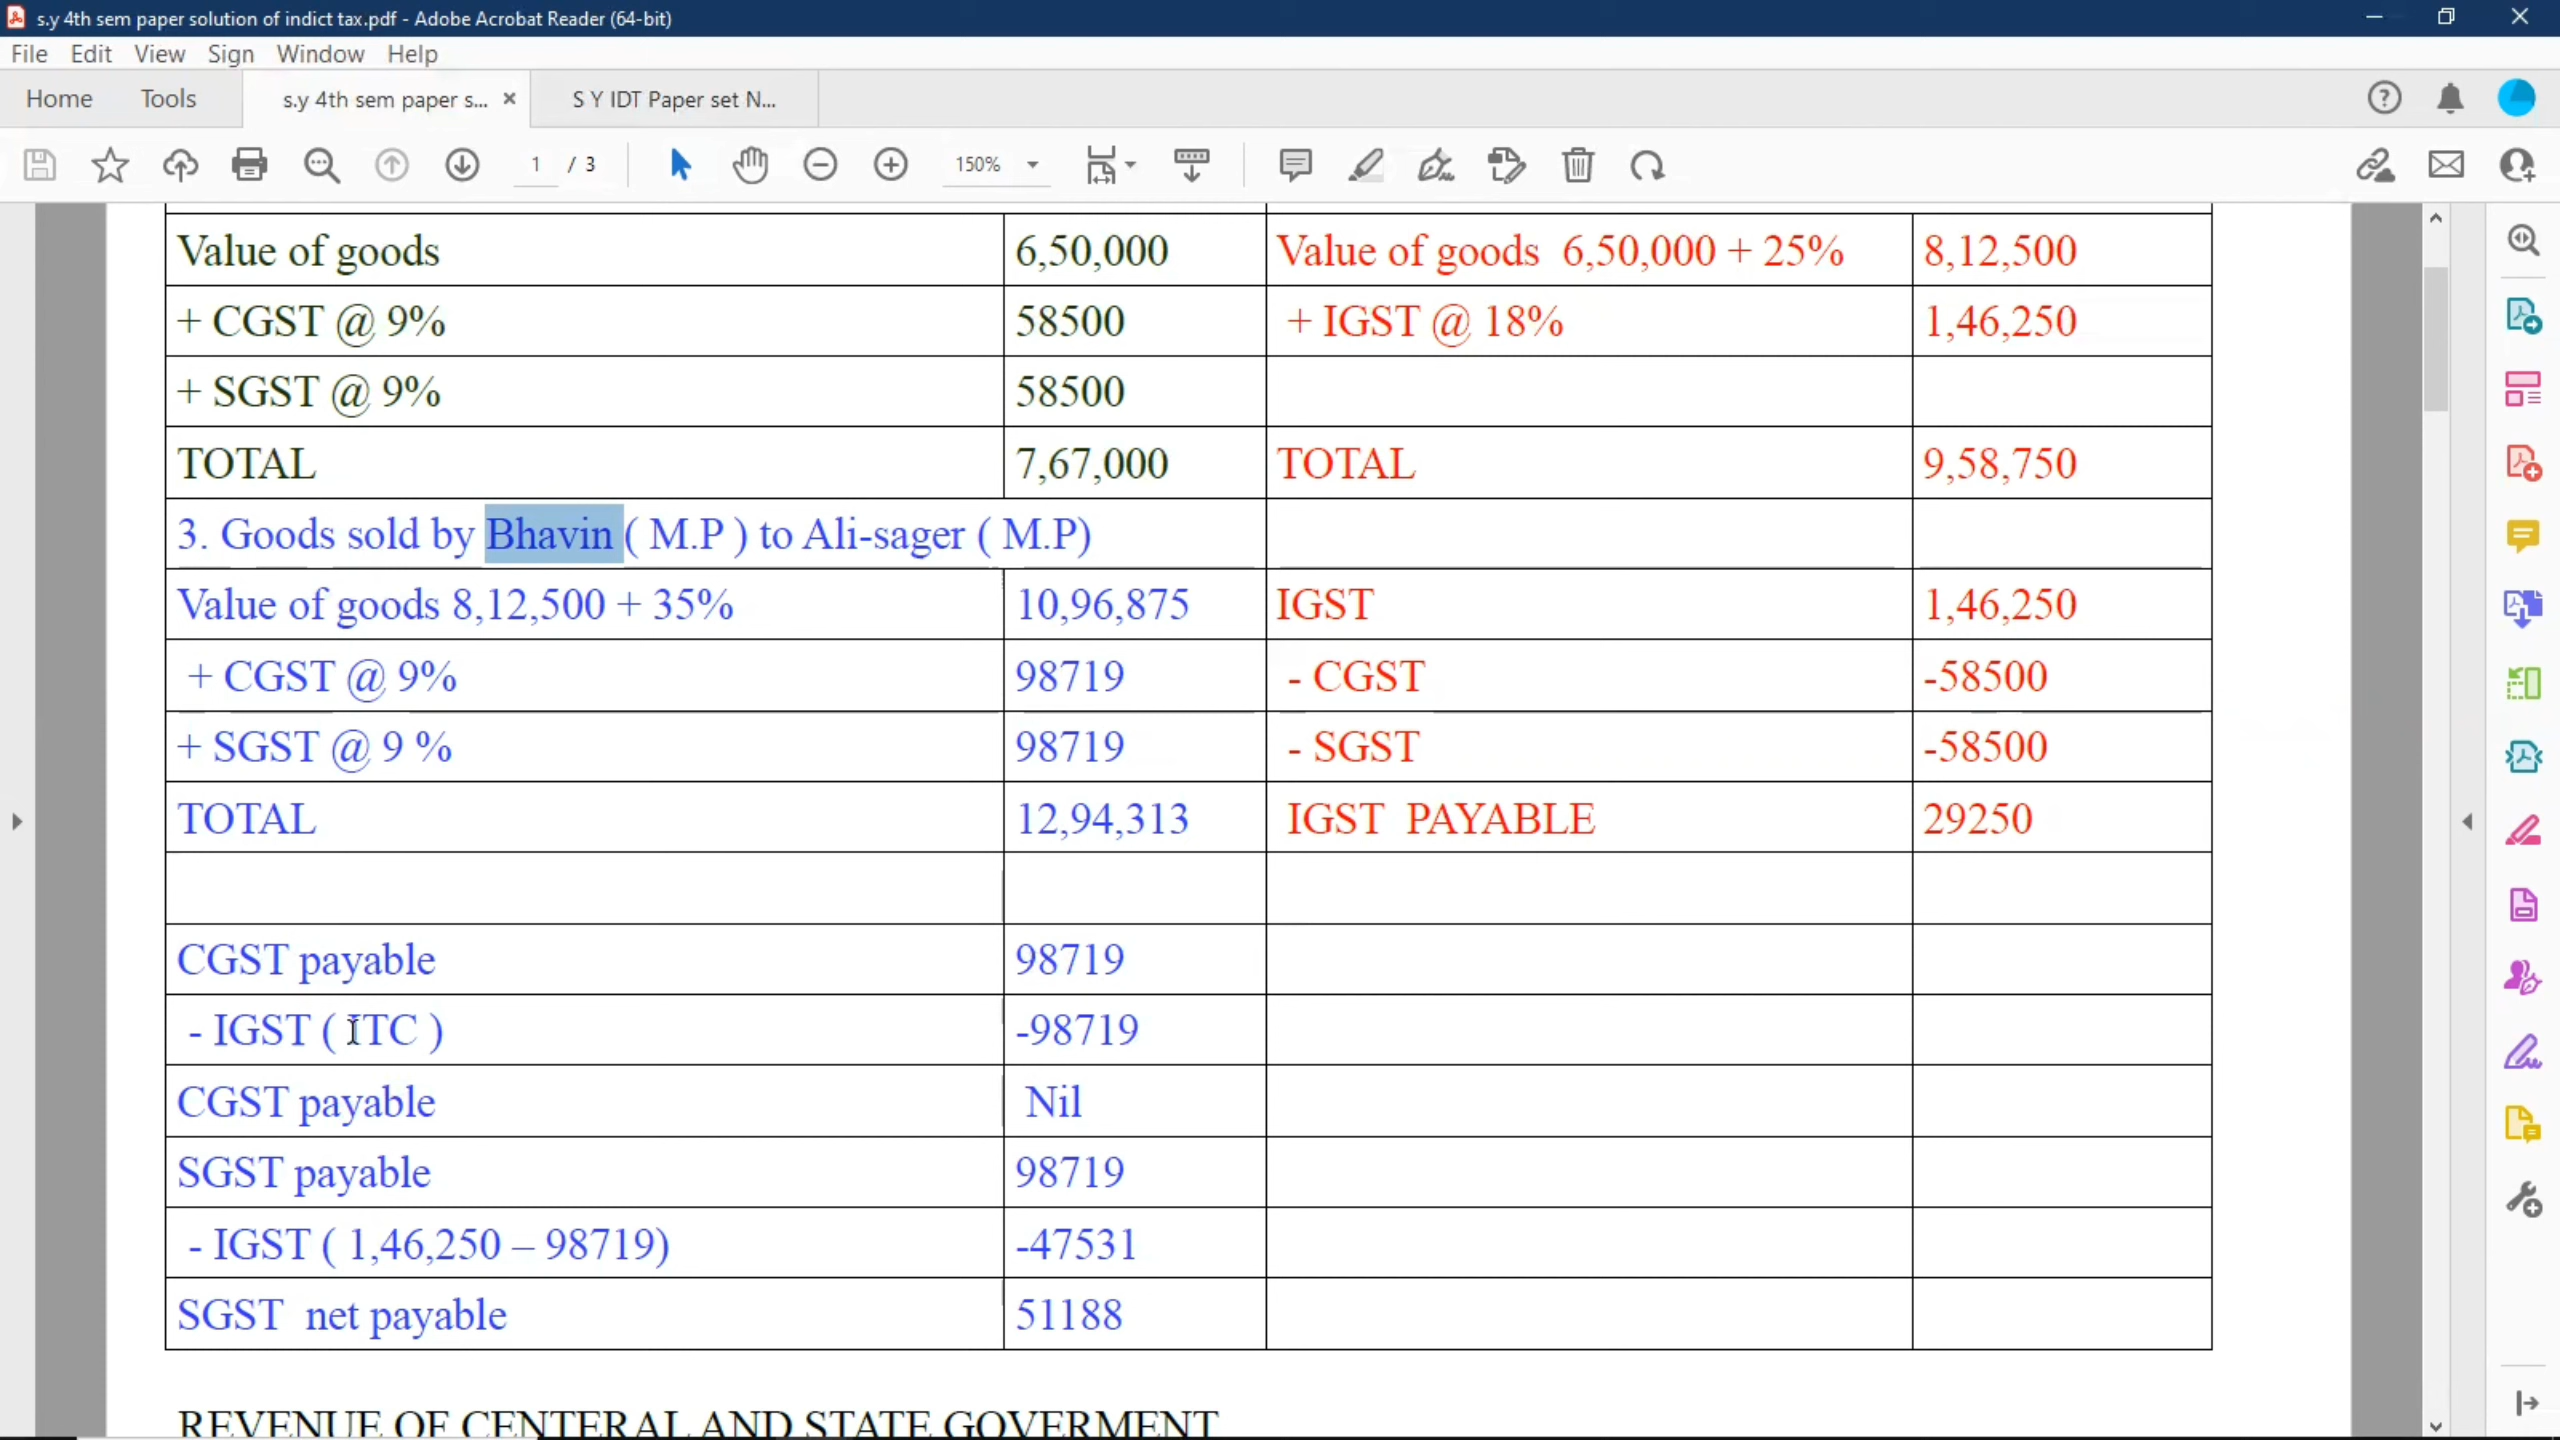 s.y 4th sem paper solution of indict tax.pdf - Adobe Acrobat Reader (64-bit)
File Edit View Sign Window Help
Home Tools s.y 4th sem paper s... S Y IDT Paper set N...
1 / 3 150%
Value of goods 6,50,000 Value of goods 6,50,000 + 25% 8,12,500
+ CGST @ 9% 58500 + IGST @ 18% 1,46,250
+ SGST @ 9% 58500
TOTAL 7,67,000 TOTAL 9,58,750
3. Goods sold by Bhavin ( M.P ) to Ali-sager ( M.P)
Value of goods 8,12,500 + 35% 10,96,875 IGST 1,46,250
+ CGST @ 9% 98719 - CGST -58500
+ SGST @ 9 % 98719 - SGST -58500
TOTAL 12,94,313 IGST PAYABLE 29250
CGST payable 98719
- IGST ( ITC ) -98719
CGST payable Nil
SGST payable 98719
- IGST ( 1,46,250 – 98719) -47531
SGST net payable 51188
REVENUE OF CENTERAL AND STATE GOVERMENT